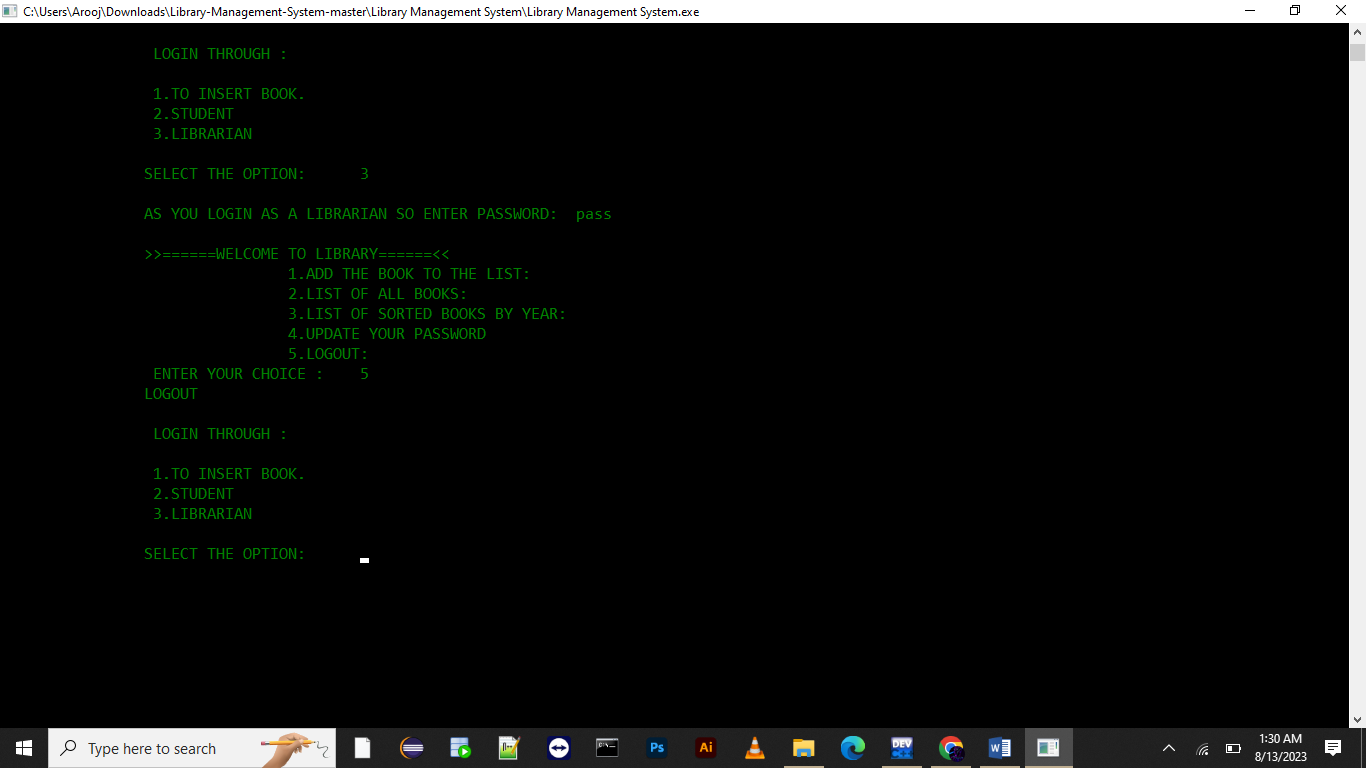 C:\Users\Arooj\Downloads\Library-Management-System-master\Library Management System\Library Management System.exe
LOGIN THROUGH :
1.TO INSERT BOOK.
2.STUDENT
3.LIBRARIAN
SELECT THE OPTION: 3
AS YOU LOGIN AS A LIBRARIAN SO ENTER PASSWORD: pass
>>======WELCOME TO LIBRARY======<<
1.ADD THE BOOK TO THE LIST:
2.LIST OF ALL BOOKS:
3.LIST OF SORTED BOOKS BY YEAR:
4.UPDATE YOUR PASSWORD
5.LOGOUT:
ENTER YOUR CHOICE : 5
LOGOUT
LOGIN THROUGH :
1.TO INSERT BOOK.
2.STUDENT
3.LIBRARIAN
SELECT THE OPTION:
Type here to search
Ps
Ai
DEV
1:30 AM
8/13/2023